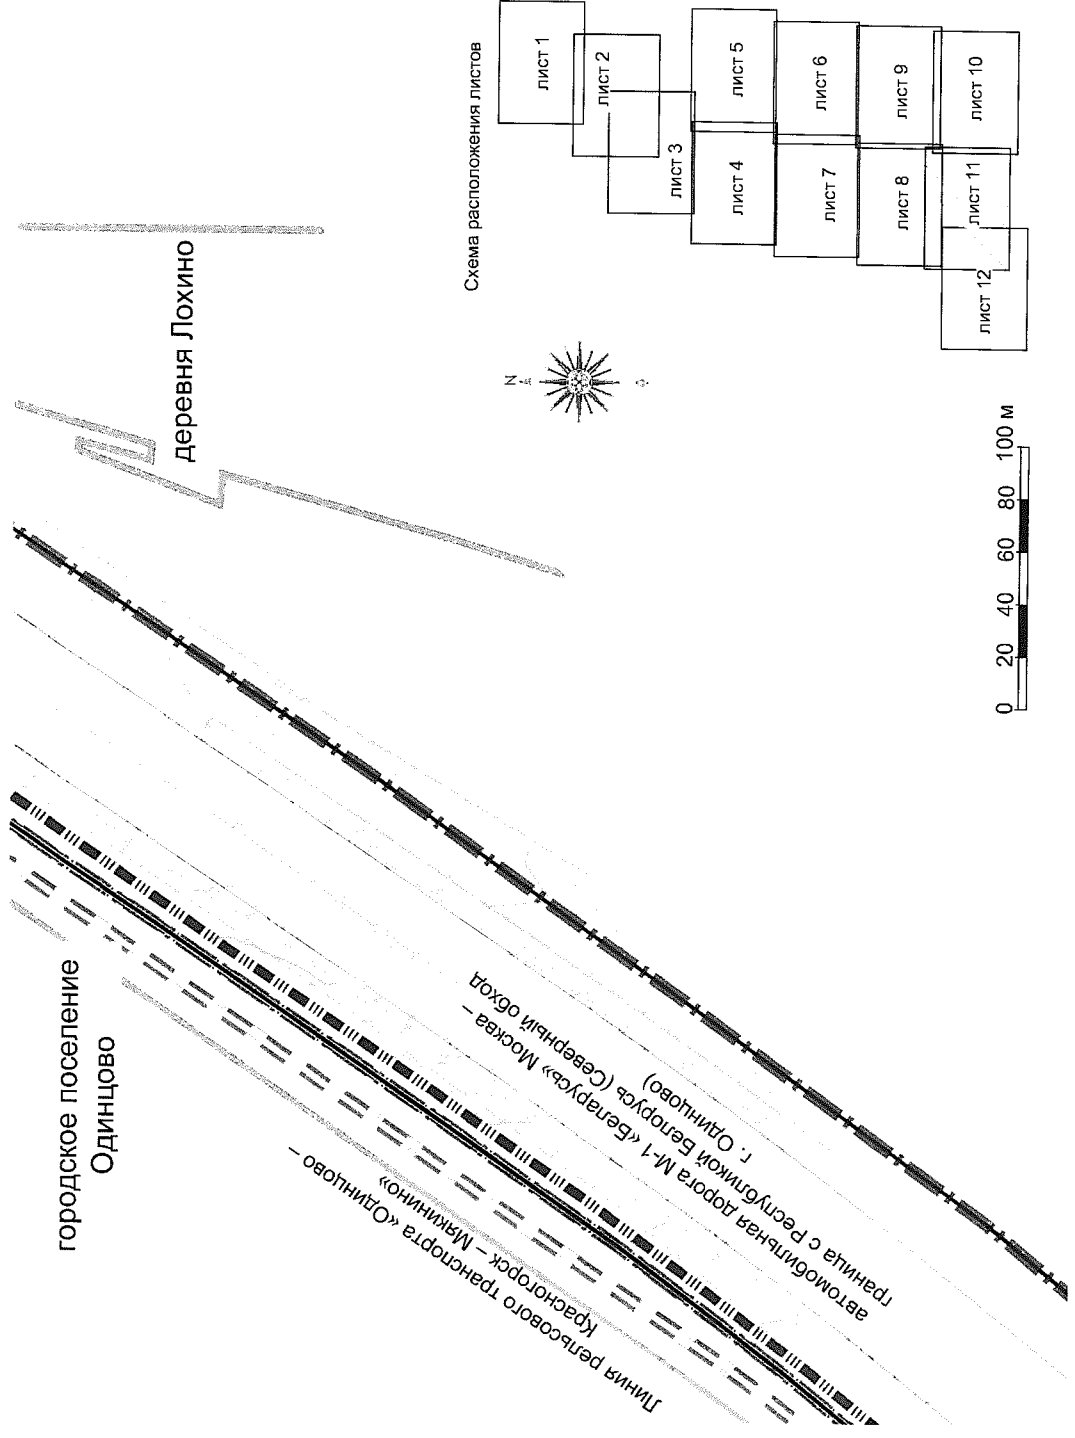 городское поселение
Одинцово
деревня Лохино
Линия рельсового транспорта «Одинцово –
Красногорск – Мякинино»
автомобильная дорога М-1 «Беларусь» Москва –
граница с Республикой Белорусь (Северный обход
г. Одинцово)
N
Схема расположения листов
лист 1
лист 2
лист 3
лист 4
лист 5
лист 6
лист 7
лист 8
лист 9
лист 10
лист 11
лист 12
0 20 40 60 80 100 м